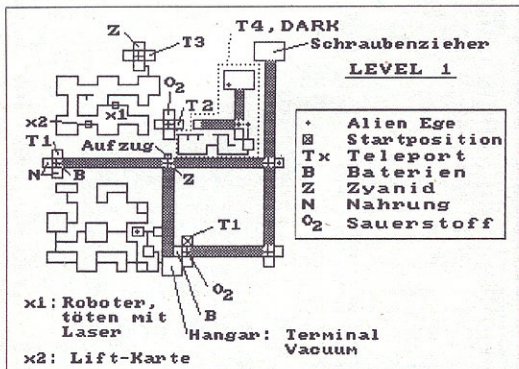 T4,DARK
Z
T3
Schraubenzieher
LEVEL 1
O2
x1
x2
T2
T1
Aufzug
N
B
Z
+ Alien Ege
Startposition
Tx Teleport
B Baterien
Z Zyanid
N Nahrung
O2 Sauerstoff
T1
O2
B
x1: Roboter,
töten mit
Laser
Hangar: Terminal
Vacuum
x2: Lift-Karte